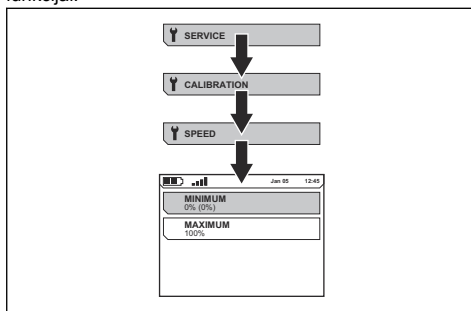 SERVICE
CALIBRATION
SPEED
Jan 05 12:45
MINIMUM
0% (0%)
MAXIMUM
100%